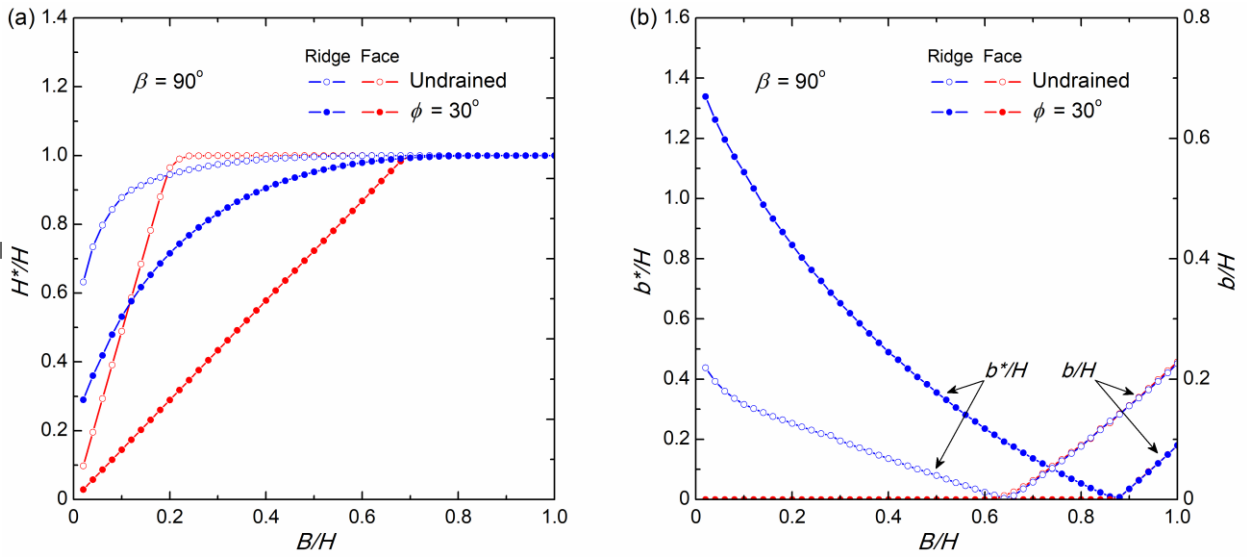 (a)
1.4
1.2
1.0
0.8
0.6
0.4
0.2
0
H*/H
β = 90°
Ridge Face
Undrained
ϕ = 30°
0 0.2 0.4 0.6 0.8 1.0
B/H
(b)
1.6
1.4
1.2
1.0
0.8
0.6
0.4
0.2
0
b*/H
β = 90°
Ridge Face
Undrained
ϕ = 30°
b*/H b/H
0.8
0.6
0.4
0.2
0
b/H
0 0.2 0.4 0.6 0.8 1.0
B/H